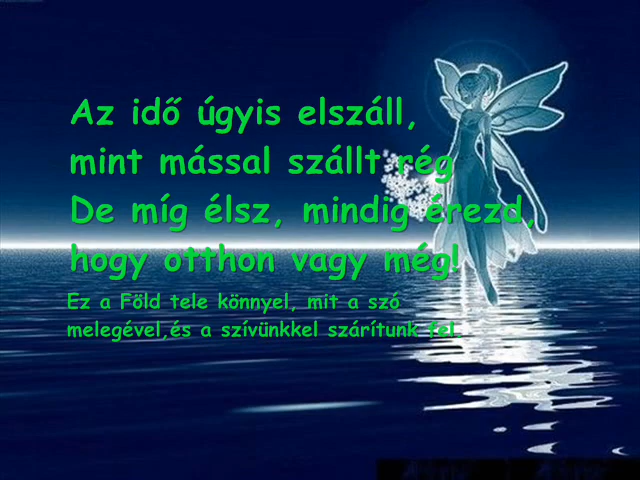 Az idő úgyis elszáll,
mint mással szállt rég
De míg élsz, mindig érezd,
hogy otthon vagy még!
Ez a Föld tele könnyel, mit a szó
melegével,és a szívünkkel szárítunk fel.